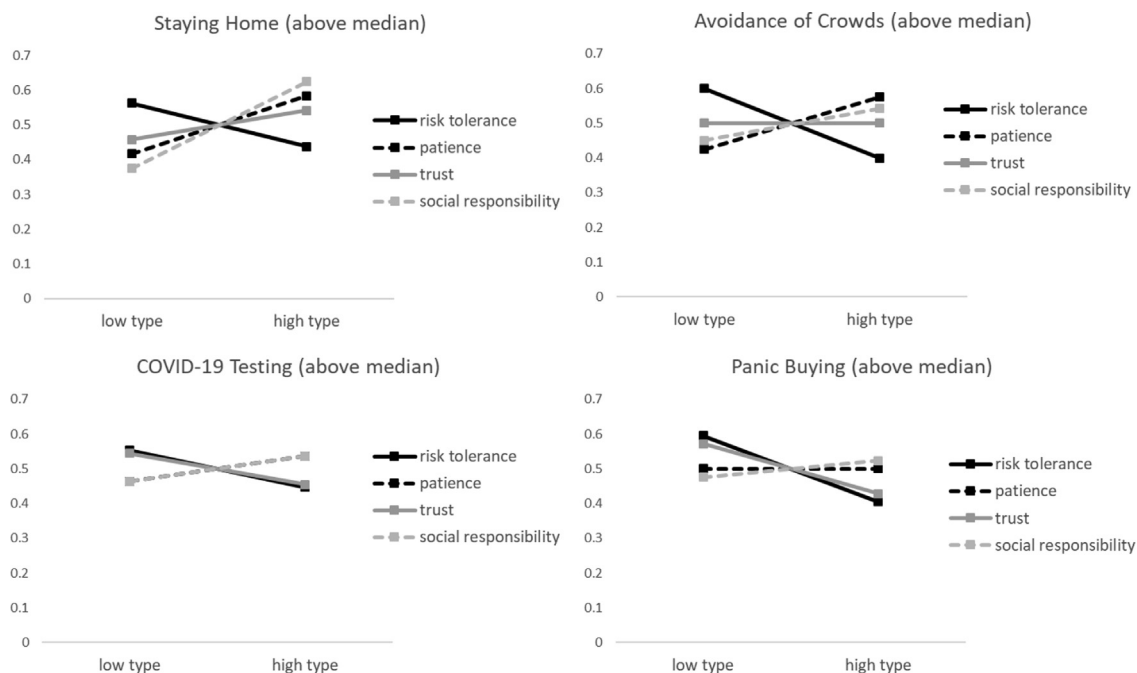 Staying Home (above median)
0.7
0.6
0.5
0.4
0.3
0.2
0.1
0
low type
high type
risk tolerance
patience
trust
social responsibility
Avoidance of Crowds (above median)
0.7
0.6
0.5
0.4
0.3
0.2
0.1
0
low type
high type
risk tolerance
patience
trust
social responsibility
COVID-19 Testing (above median)
0.7
0.6
0.5
0.4
0.3
0.2
0.1
0
low type
high type
risk tolerance
patience
trust
social responsibility
Panic Buying (above median)
0.7
0.6
0.5
0.4
0.3
0.2
0.1
0
low type
high type
risk tolerance
patience
trust
social responsibility